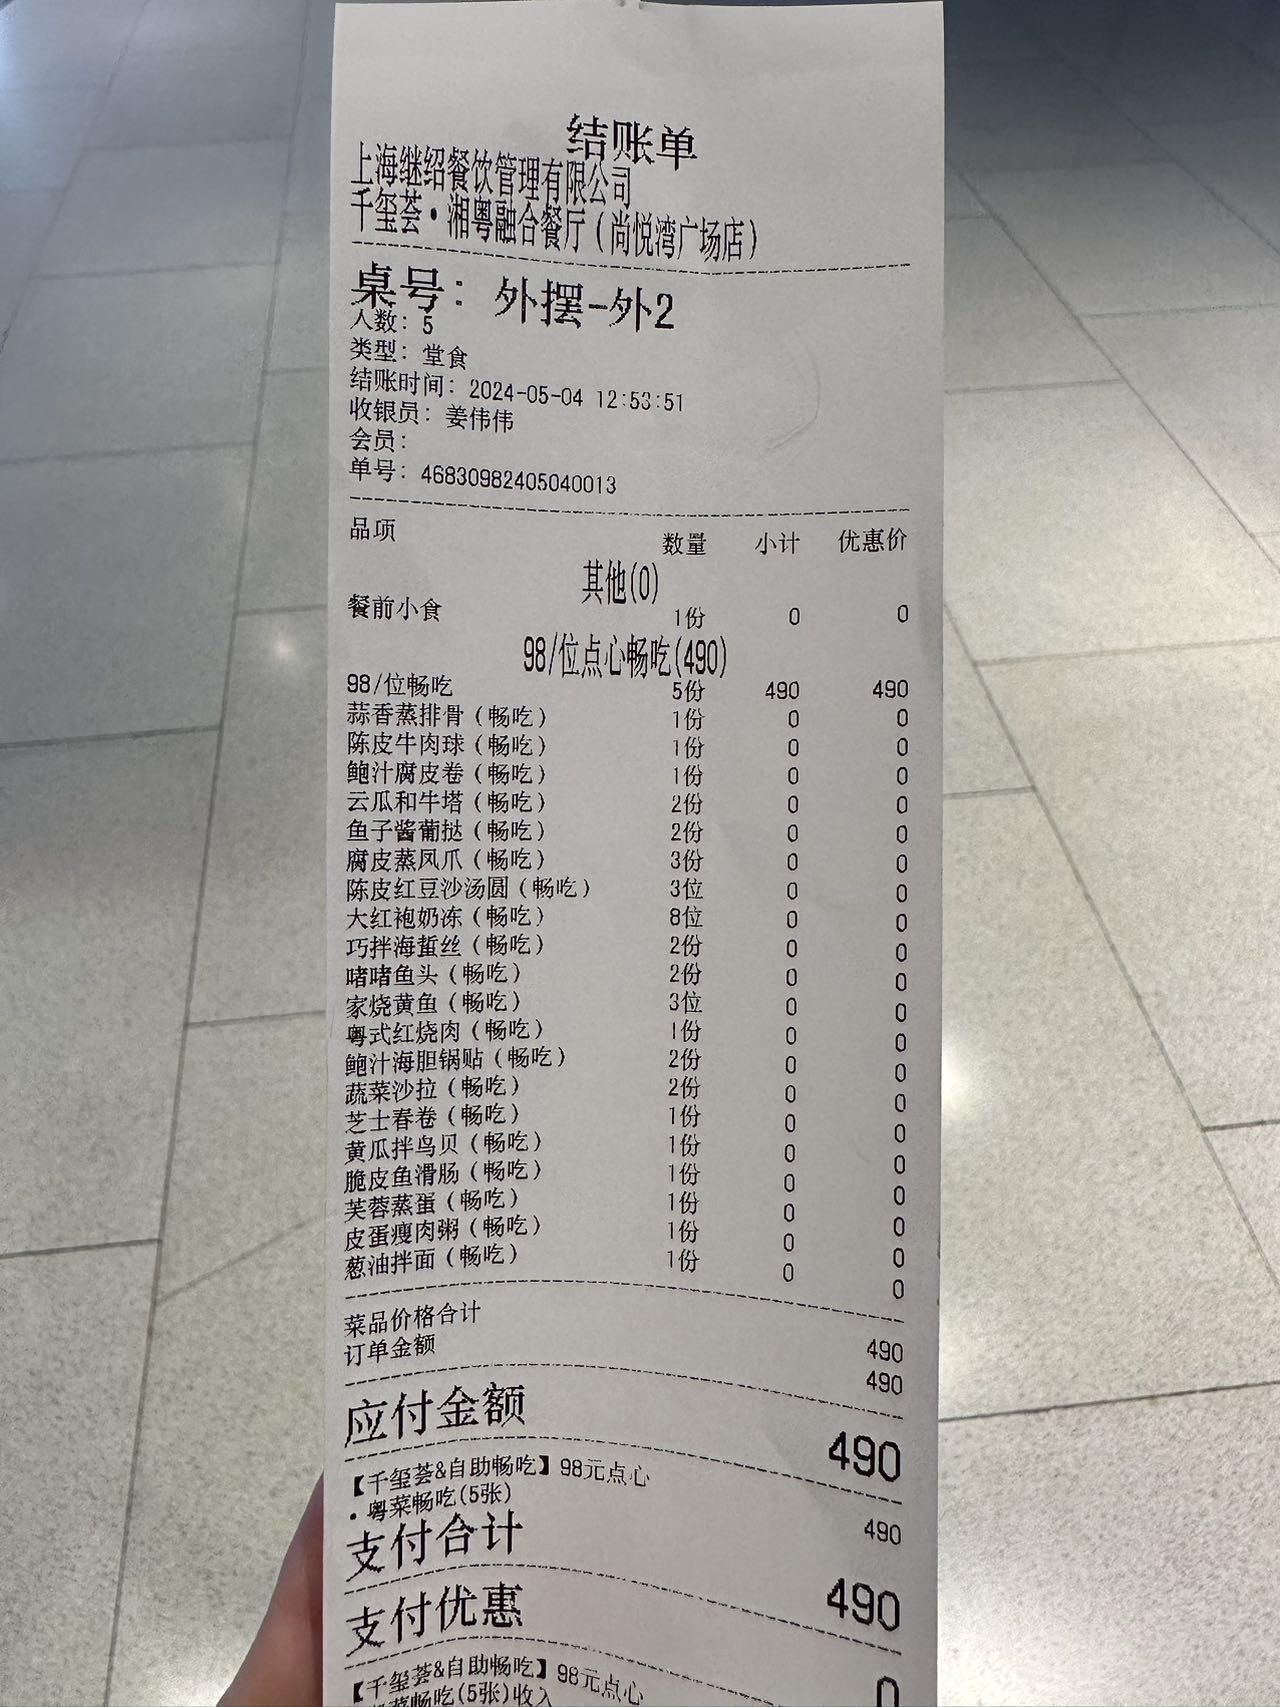 结账单
上海继绍餐饮管理有限公司
千玺荟·湘粤融合餐厅(尚悦湾广场店)
桌号: 外摆-外2
人数: 5
类型: 堂食
结账时间: 2024-05-04 12:53:51
收银员: 姜伟伟
会员:
单号: 46830982405040013
品项 数量 小计 优惠价
其他(0)
餐前小食 1份 0 0
98/位点心畅吃(490)
98/位畅吃 5份 490 490
蒜香蒸排骨(畅吃) 1份 0 0
陈皮牛肉球(畅吃) 1份 0 0
鲍汁腐皮卷(畅吃) 1份 0 0
云瓜和牛塔(畅吃) 2份 0 0
鱼子酱葡挞(畅吃) 2份 0 0
腐皮蒸凤爪(畅吃) 3份 0 0
陈皮红豆沙汤圆(畅吃) 3位 0 0
大红袍奶冻(畅吃) 8位 0 0
巧拌海蜇丝(畅吃) 2份 0 0
啫啫鱼头(畅吃) 2份 0 0
家烧黄鱼(畅吃) 3位 0 0
粤式红烧肉(畅吃) 1份 0 0
鲍汁海胆锅贴(畅吃) 2份 0 0
蔬菜沙拉(畅吃) 2份 0 0
芝士春卷(畅吃) 1份 0 0
黄瓜拌鸟贝(畅吃) 1份 0 0
脆皮鱼滑肠(畅吃) 1份 0 0
芙蓉蒸蛋(畅吃) 1份 0 0
皮蛋瘦肉粥(畅吃) 1份 0 0
葱油拌面(畅吃) 1份 0 0
菜品价格合计 490
订单金额 490
应付金额 490
【千玺荟&自助畅吃】98元点心
·粤菜畅吃(5张) 490
支付合计 490
支付优惠 0
【千玺荟&自助畅吃】98元点心
菜畅吃(5张)收入